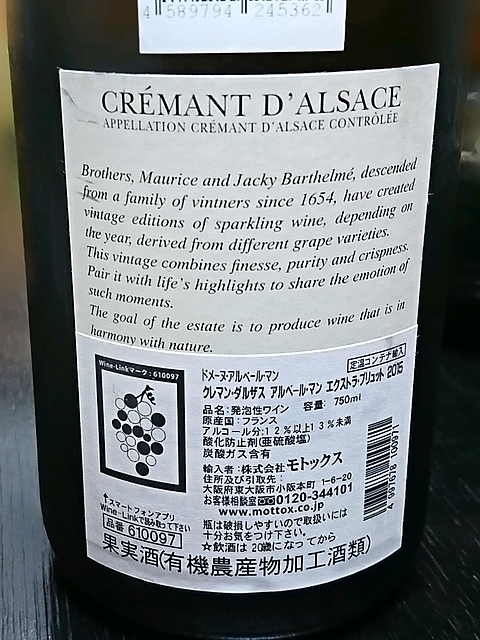 4 589794 245362
CRÉMANT D'ALSACE
APPELLATION CRÉMANT D'ALSACE CONTRÔLÉE
Brothers, Maurice and Jacky Barthelmé, descended
from a family of vintners since 1654, have created
vintage editions of sparkling wine, depending on
the year, derived from different grape varieties.
This vintage combines finesse, purity and crispness.
Pair it with life's highlights to share the emotion of
such moments.
The goal of the estate is to produce wine that is in
harmony with nature.
Wine-Linkマーク:610097
定温コンテナ輸入
ドメーヌ・アルベール・マン
クレマン・ダルザス アルベール・マン エクストラ・ブリュット 2015
品名:発泡性ワイン 容量:750ml
原産国:フランス
アルコール分:12%以上13%未満
酸化防止剤(亜硫酸塩)
炭酸ガス含有
輸入者:株式会社モトックス
住所及び引取先:
大阪府東大阪市小阪本町 1-6-20
お客様相談室 0120-344101
www.mottox.co.jp
瓶は破損しやすいので取扱いには
十分お気をつけ下さい。
☆飲酒は 20歳になってから
↑スマートフォンアプリ
Wine-Linkで読み取って下さい
品番 610097
4 997678 100971
果実酒(有機農産物加工酒類)